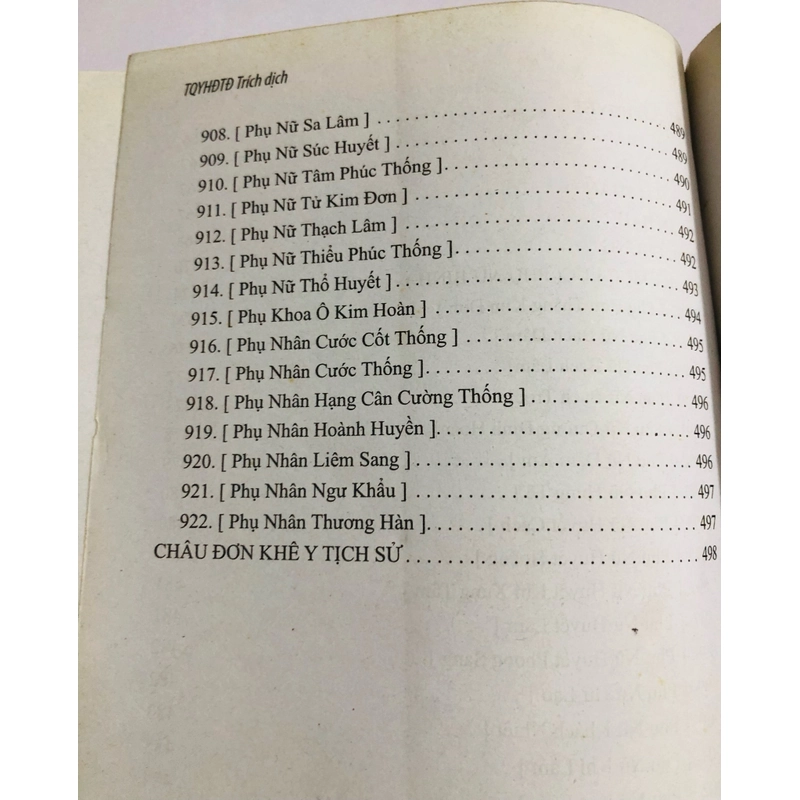 TQYHĐTĐ Trích dịch
908. [ Phụ Nữ Sa Lâm ] . . . . . . . . . . . . . . . . . . . . . . . . . . . . . . 489
909. [ Phụ Nữ Súc Huyết ] . . . . . . . . . . . . . . . . . . . . . . . . . . . . 489
910. [ Phụ Nữ Tâm Phúc Thống ] . . . . . . . . . . . . . . . . . . . . . . . 490
911. [ Phụ Nữ Tử Kim Đơn ] . . . . . . . . . . . . . . . . . . . . . . . . . . 491
912. [ Phụ Nữ Thạch Lâm ] . . . . . . . . . . . . . . . . . . . . . . . . . . . 492
913. [ Phụ Nữ Thiểu Phúc Thống ]. . . . . . . . . . . . . . . . . . . . . . . 492
914. [ Phụ Nữ Thổ Huyết ] . . . . . . . . . . . . . . . . . . . . . . . . . . . . 493
915. [ Phụ Khoa Ô Kim Hoàn ] . . . . . . . . . . . . . . . . . . . . . . . . . 494
916. [ Phụ Nhân Cước Cốt Thống ] . . . . . . . . . . . . . . . . . . . . . . 495
917. [ Phụ Nhân Cước Thống ]. . . . . . . . . . . . . . . . . . . . . . . . . . 495
918. [ Phụ Nhân Hạng Cân Cường Thống ] . . . . . . . . . . . . . . . . 496
919. [ Phụ Nhân Hoành Huyền ]. . . . . . . . . . . . . . . . . . . . . . . . . 496
920. [ Phụ Nhân Liêm Sang ] . . . . . . . . . . . . . . . . . . . . . . . . . . . 496
921. [ Phụ Nhân Ngư Khẩu ] . . . . . . . . . . . . . . . . . . . . . . . . . . . 497
922. [ Phụ Nhân Thương Hàn ]. . . . . . . . . . . . . . . . . . . . . . . . . . 497
CHÂU ĐƠN KHÊ Y TỊCH SỬ . . . . . . . . . . . . . . . . . . . . . . . . . . . . 498